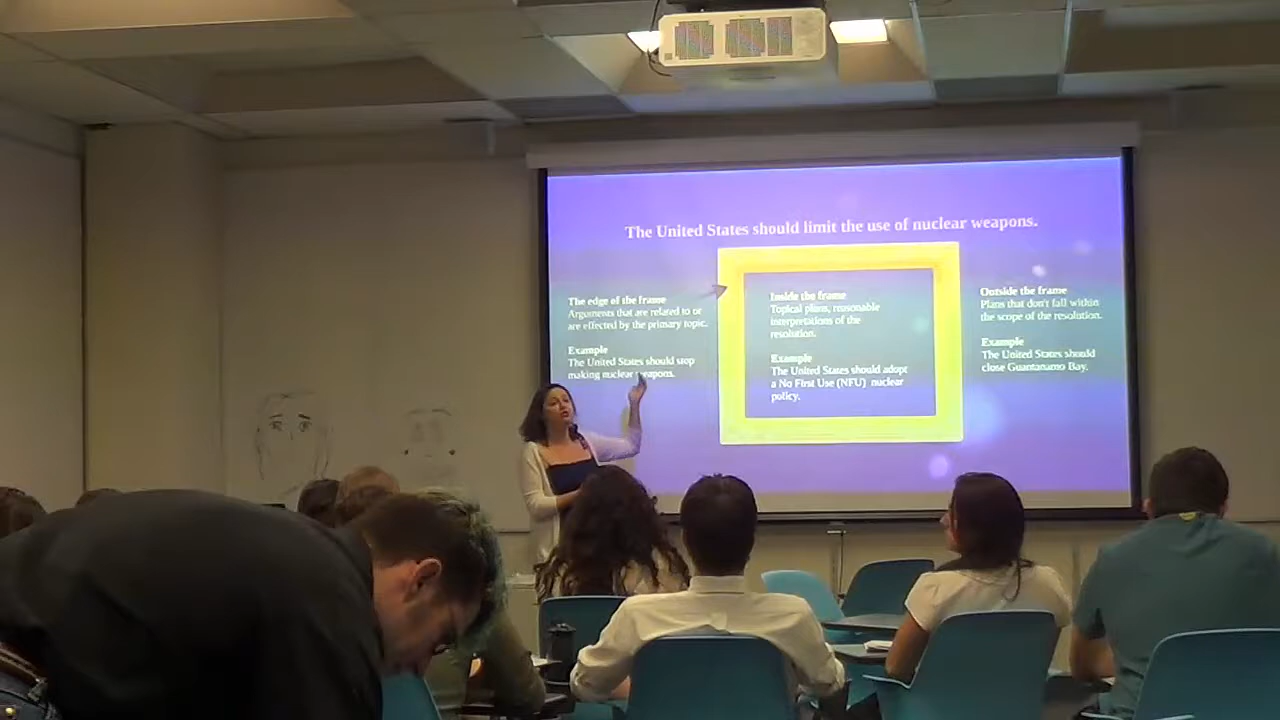 The United States should limit the use of nuclear weapons.
The edge of the frame
Arguments that are related to or
are effected by the primary topic.
Example
The United States should stop
making nuclear weapons.
Inside the frame
Topical plans, reasonable
interpretations of the
resolution.
Example
The United States should adopt
a No First Use (NFU) nuclear
policy.
Outside the frame
Plans that don't fall within
the scope of the resolution.
Example
The United States should
close Guantanamo Bay.